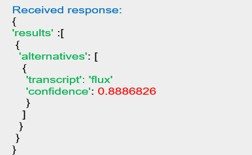 Received response:
{
'results' :[
{
'alternatives': [
{
'transcript': 'flux'
'confidence': 0.8886826
}
]
}
}
}